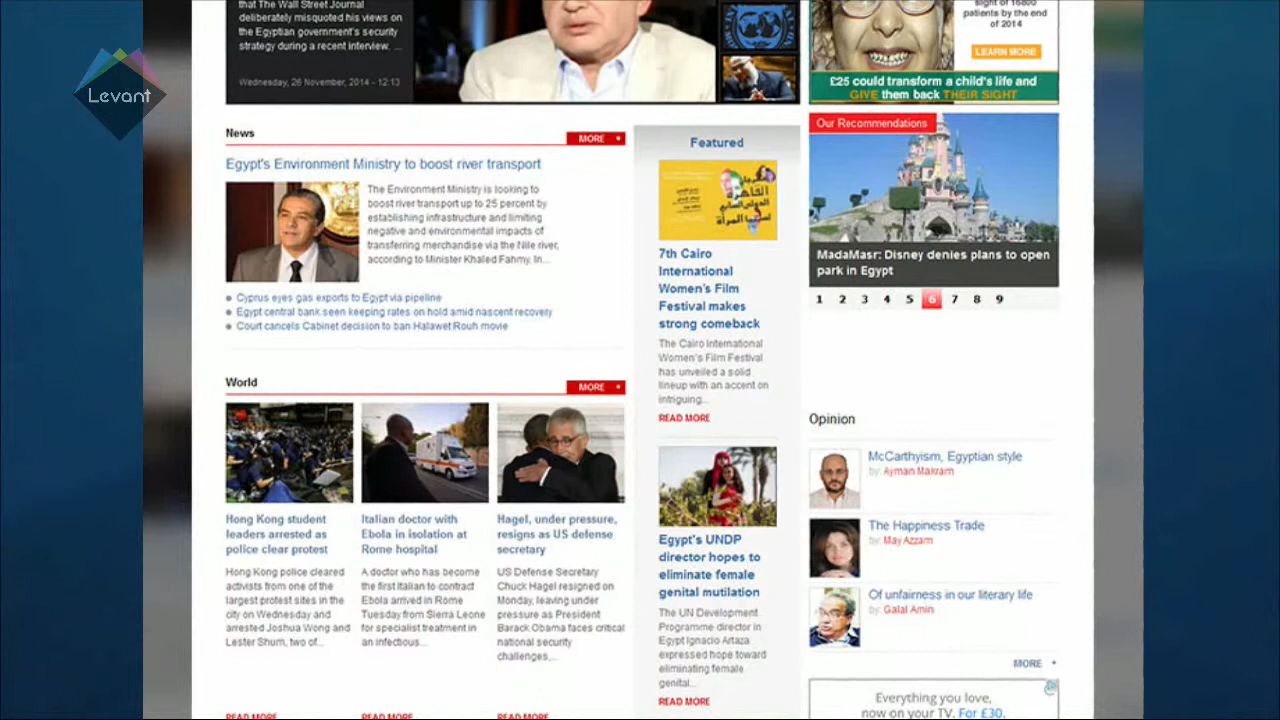 that The Wall Street Journal
deliberately misquoted his views on
the Egyptian government's security
strategy during a recent interview. ...
Wednesday, 26 November, 2014 - 12:13
Levant
sight of 16800
patients by the end
of 2014
LEARN MORE
£25 could transform a child's life and
GIVE them back THEIR SIGHT
News
MORE
Egypt's Environment Ministry to boost river transport
The Environment Ministry is looking to
boost river transport up to 25 percent by
establishing infrastructure and limiting
negative and environmental impacts of
transferring merchandise via the Nile river,
according to Minister Khaled Fahmy. In...
Cyprus eyes gas exports to Egypt via pipeline
Egypt central bank seen keeping rates on hold amid nascent recovery
Court cancels Cabinet decision to ban Halawet Rouh movie
World
MORE
Hong Kong student
leaders arrested as
police clear protest
Hong Kong police cleared
activists from one of the
largest protest sites in the
city on Wednesday and
arrested Joshua Wong and
Lester Shum, two of...
READ MORE
Italian doctor with
Ebola in isolation at
Rome hospital
A doctor who has become
the first Italian to contract
Ebola arrived in Rome
Tuesday from Sierra Leone
for specialist treatment in
an infectious...
READ MORE
Hagel, under pressure,
resigns as US defense
secretary
US Defense Secretary
Chuck Hagel resigned on
Monday, leaving under
pressure as President
Barack Obama faces critical
national security
challenges,...
READ MORE
Featured
القاهرة
المرأة
7th Cairo
International
Women's Film
Festival makes
strong comeback
The Cairo International
Women's Film Festival
has unveiled a solid
lineup with an accent on
intriguing...
READ MORE
Egypt's UNDP
director hopes to
eliminate female
genital mutilation
The UN Development
Programme director in
Egypt Ignacio Artaza
expressed hope toward
eliminating female
genital...
READ MORE
Our Recommendations
MadaMasr: Disney denies plans to open
park in Egypt
1 2 3 4 5 6 7 8 9
Opinion
McCarthyism, Egyptian style
by: Ayman Makram
The Happiness Trade
by: May Azzam
Of unfairness in our literary life
by: Galal Amin
MORE
Everything you love,
now on your TV. For £30.